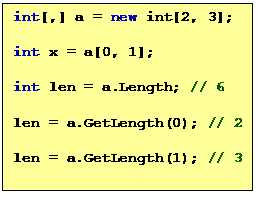 int[,] a = new int[2, 3];
int x = a[0, 1];
int len = a.Length; // 6
len = a.GetLength(0); // 2
len = a.GetLength(1); // 3